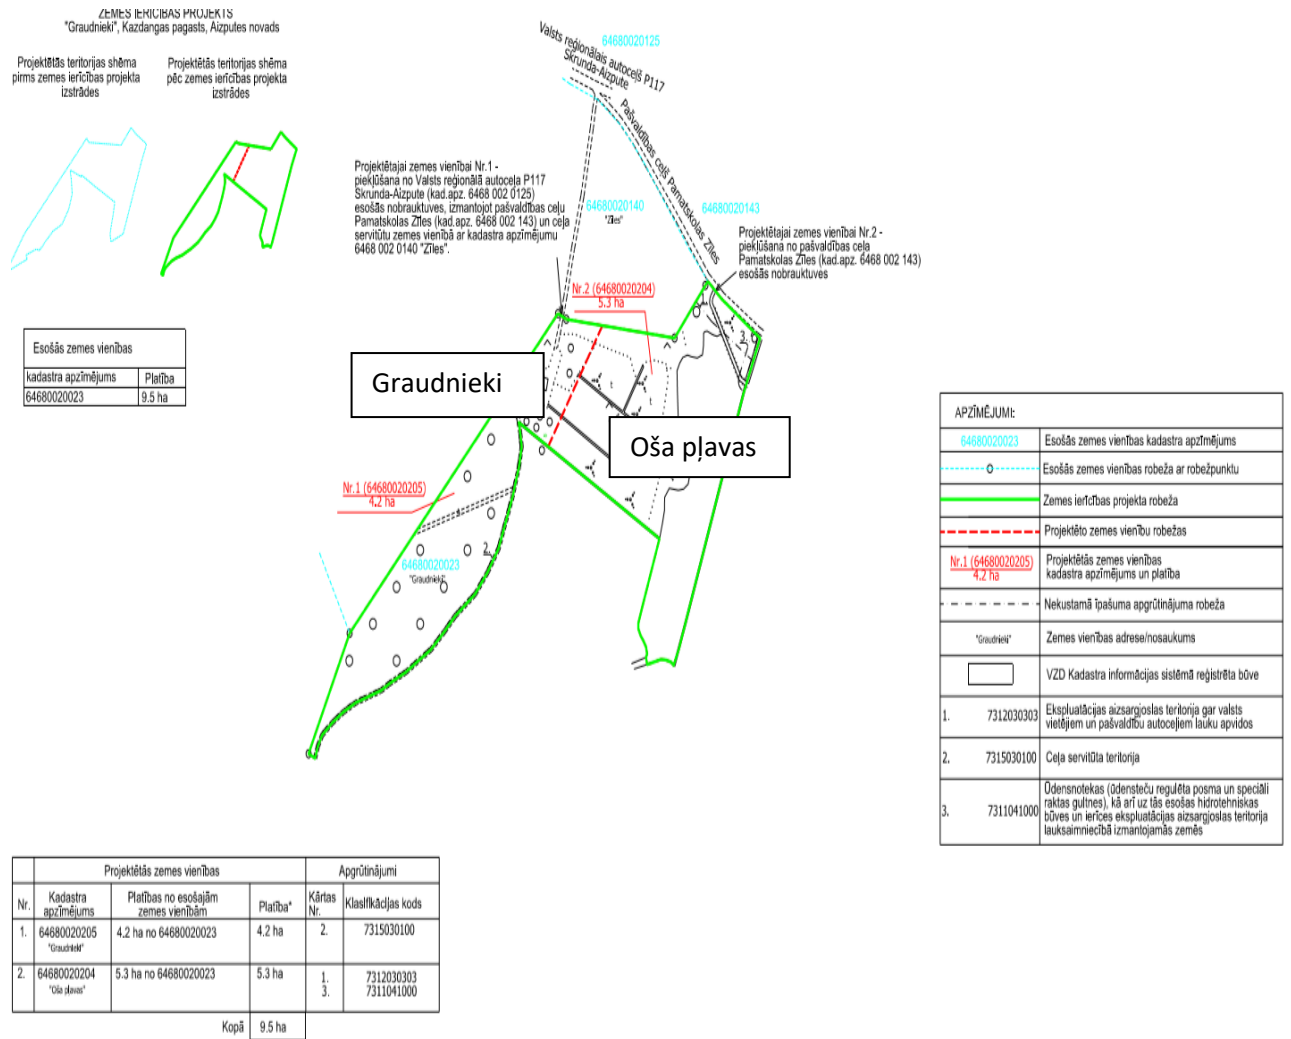 ZEMES IERĪCĪBAS PROJEKTS
"Graudnieki", Kazdangas pagasts, Aizputes novads
Projektētās teritorijas shēma
pirms zemes ierīcības projekta
izstrādes
Projektētās teritorijas shēma
pēc zemes ierīcības projekta
izstrādes
Valsts reģionālais autoceļš P117
Skrunda-Aizpute
64680020125
Pašvaldības ceļš Pamatskolas Zīles
Projektētajai zemes vienībai Nr.1 -
piekļūšana no Valsts reģionālā autoceļa P117
Skrunda-Aizpute (kad.apz. 6468 002 0125)
esošās nobrauktuves, izmantojot pašvaldības ceļu
Pamatskolas Zīles (kad.apz. 6468 002 143) un ceļa
servitūtu zemes vienībā ar kadastra apzīmējumu
6468 002 0140 "Zīles".
64680020140
"Zīles"
64680020143
Projektētajai zemes vienībai Nr.2 -
piekļūšana no pašvaldības ceļa
Pamatskolas Zīles (kad.apz. 6468 002 143)
esošās nobrauktuves
Nr.2 (64680020204)
5.3 ha
1.
3.
Esošās zemes vienības
kadastra apzīmējums Platība
64680020023 9.5 ha
Graudnieki
Oša pļavas
Nr.1 (64680020205)
4.2 ha
2.
64680020023
"Graudnieki"
APZĪMĒJUMI:
64680020023 Esošās zemes vienības kadastra apzīmējums
Esošās zemes vienības robeža ar robežpunktu
Zemes ierīcības projekta robeža
Projektēto zemes vienību robežas
Nr.1 (64680020205) Projektētās zemes vienības
4.2 ha kadastra apzīmējums un platība
Nekustamā īpašuma apgrūtinājuma robeža
"Graudnieki" Zemes vienības adrese/nosaukums
VZD Kadastra informācijas sistēmā reģistrēta būve
1. 7312030303 Ekspluatācijas aizsargjoslas teritorija gar valsts
vietējiem un pašvaldību autoceļiem lauku apvidos
2. 7315030100 Ceļa servitūta teritorija
3. 7311041000 Ūdensnotekas (ūdensteču regulēta posma un speciāli
raktas gultnes), kā arī uz tās esošas hidrotehniskas
būves un ierīces ekspluatācijas aizsargjoslas teritorija
lauksaimniecībā izmantojamās zemēs
Projektētās zemes vienības Apgrūtinājumi
Nr. Kadastra apzīmējums Platības no esošajām zemes vienībām Platība* Kārtas Nr. Klasifikācijas kods
1. 64680020205 4.2 ha no 64680020023 4.2 ha 2. 7315030100
"Graudnieki"
2. 64680020204 5.3 ha no 64680020023 5.3 ha 1. 7312030303
"Oša pļavas" 3. 7311041000
Kopā 9.5 ha